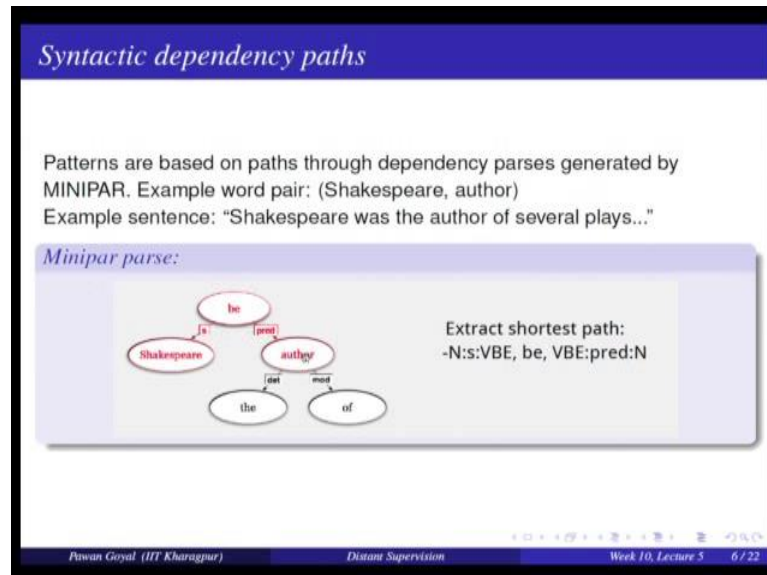 Syntactic dependency paths
Patterns are based on paths through dependency parses generated by
MINIPAR. Example word pair: (Shakespeare, author)
Example sentence: “Shakespeare was the author of several plays...”
Minipar parse:
be
s
pred
Shakespeare
author
det
mod
the
of
Extract shortest path:
-N:s:VBE, be, VBE:pred:N
Pawan Goyal (IIT Kharagpur)
Distant Supervision
Week 10, Lecture 5
6 / 22